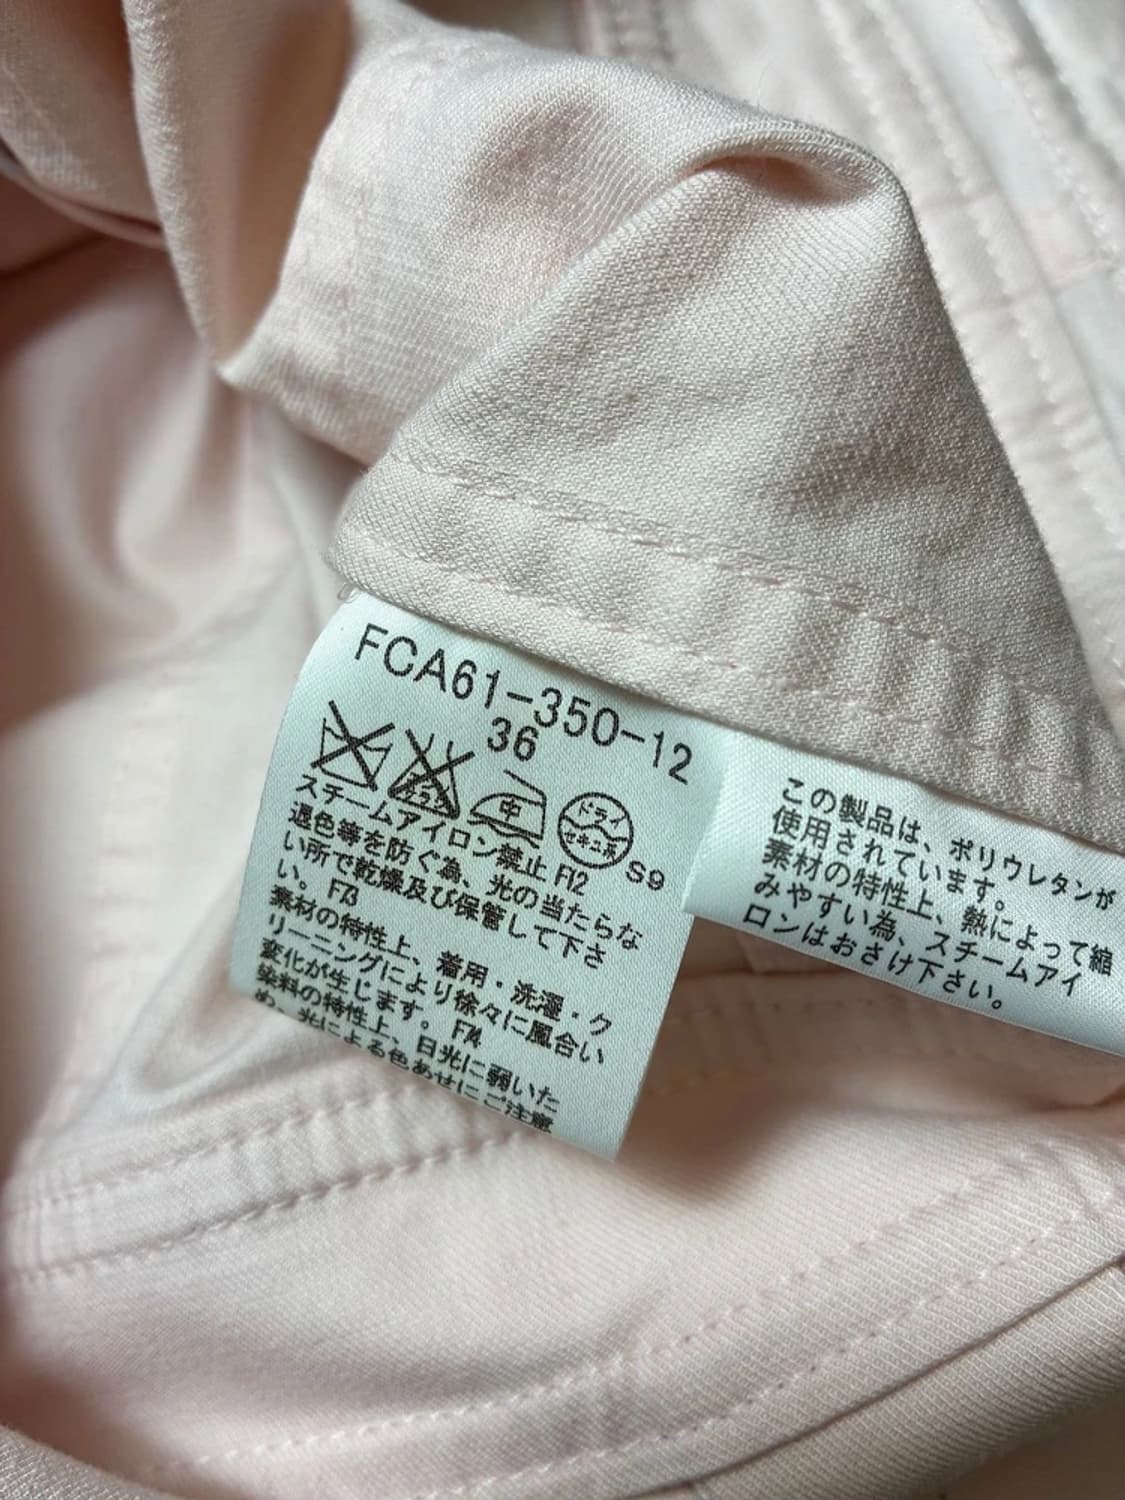 FCA61-350-12
36
エンソ
サラシ
中
ドライ
セキユ系
S9
スチームアイロン禁止 F12
退色等を防ぐ為、光の当たらな
い所で乾燥及び保管して下さ
い。 F73
素材の特性上、着用・洗濯・ク
リーニングにより徐々に風合い
変化が生じます。 F74
染料の特性上、日光に弱いた
め、光による色あせにご注意
この製品は、ポリウレタンが
使用されています。
素材の特性上、熱によって縮
みやすい為、スチームアイ
ロンはおさけ下さい。